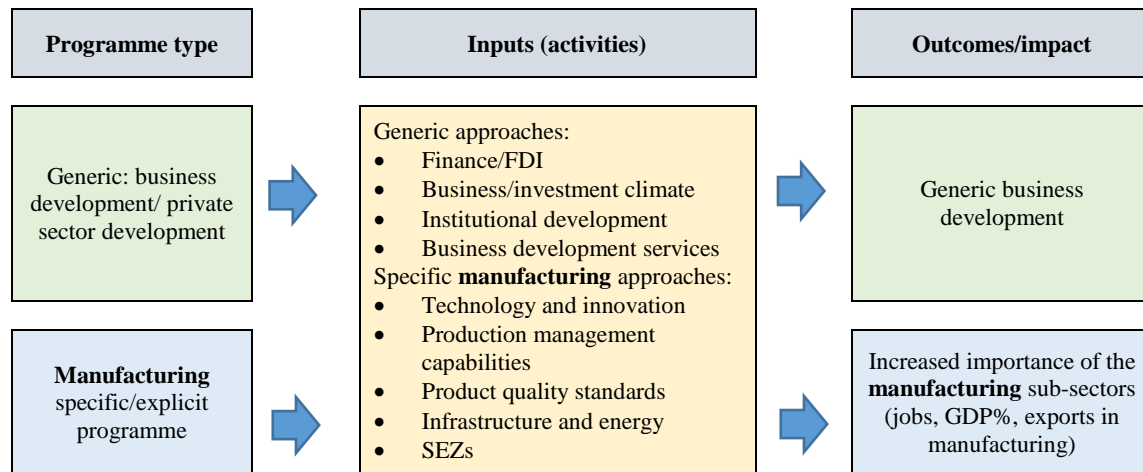 Programme type
Inputs (activities)
Outcomes/impact
Generic: business
development/ private
sector development
Generic approaches:
• Finance/FDI
• Business/investment climate
• Institutional development
• Business development services
Specific manufacturing approaches:
• Technology and innovation
• Production management
capabilities
• Product quality standards
• Infrastructure and energy
• SEZs
Generic business
development
Manufacturing
specific/explicit
programme
Increased importance of the
manufacturing sub-sectors
(jobs, GDP%, exports in
manufacturing)